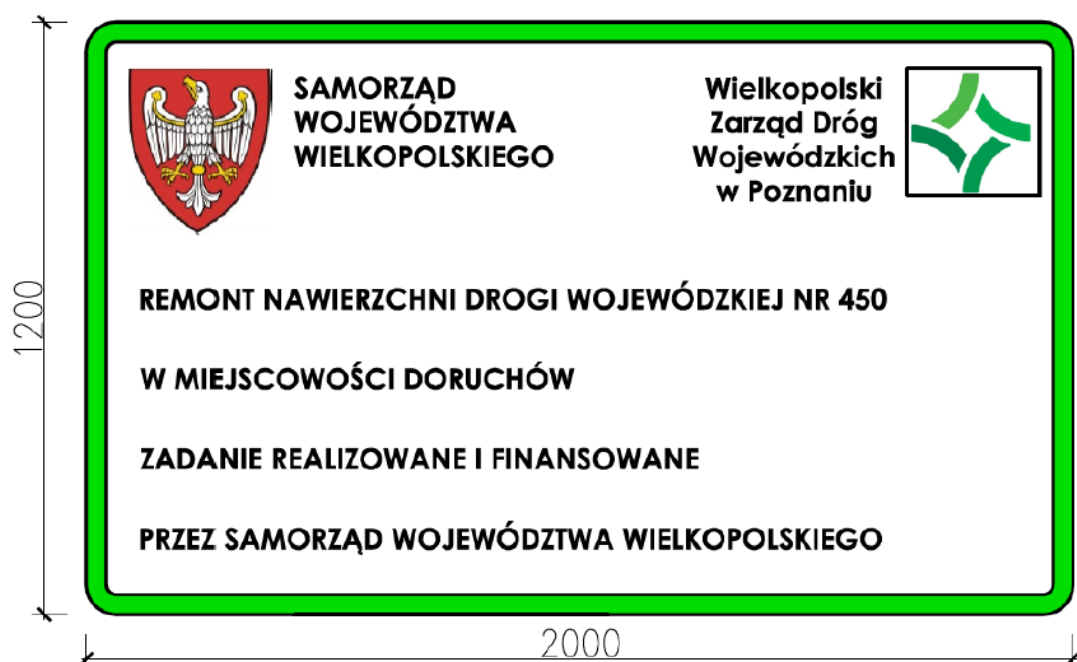 SAMORZĄD
WOJEWÓDZTWA
WIELKOPOLSKIEGO
Wielkopolski
Zarząd Dróg
Wojewódzkich
w Poznaniu
REMONT NAWIERZCHNI DROGI WOJEWÓDZKIEJ NR 450
W MIEJSCOWOŚCI DORUCHÓW
ZADANIE REALIZOWANE I FINANSOWANE
PRZEZ SAMORZĄD WOJEWÓDZTWA WIELKOPOLSKIEGO
1200
2000